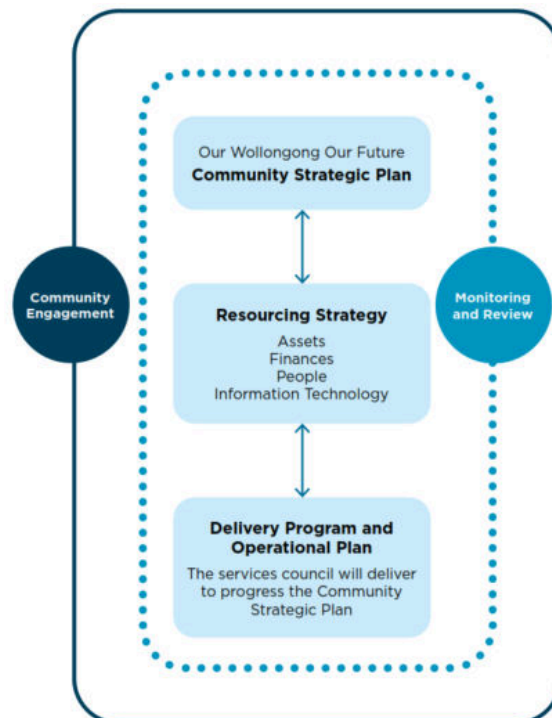 Our Wollongong Our Future
Community Strategic Plan
Community
Engagement
Monitoring
and Review
Resourcing Strategy
Assets
Finances
People
Information Technology
Delivery Program and
Operational Plan
The services council will deliver
to progress the Community
Strategic Plan